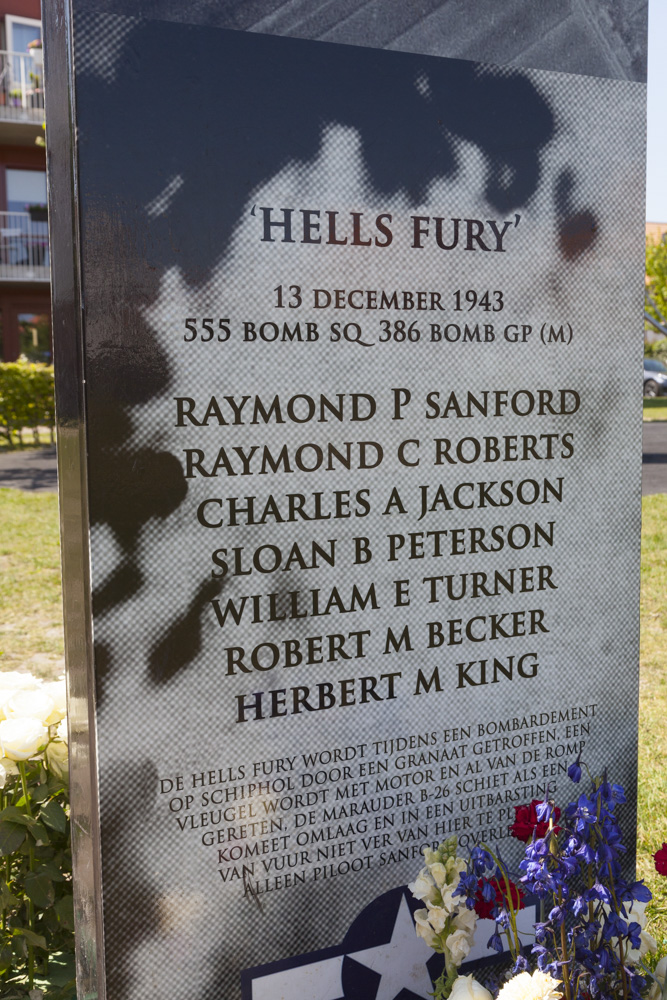 ‘HELLS FURY’
13 DECEMBER 1943
555 BOMB SQ 386 BOMB GP (M)
RAYMOND P SANFORD
RAYMOND C ROBERTS
CHARLES A JACKSON
SLOAN B PETERSON
WILLIAM E TURNER
ROBERT M BECKER
HERBERT M KING
DE HELLS FURY WORDT TIJDENS EEN BOMBARDEMENT
OP SCHIPHOL DOOR EEN GRANAAT GETROFFEN, EEN
VLEUGEL WORDT MET MOTOR EN AL VAN DE ROMP
GERETEN, DE MARAUDER B-26 SCHIET ALS EEN
KOMEET OMLAAG EN IN EEN UITBARSTING
VAN VUUR NIET VER VAN HIER TE
ALLEEN PILOOT